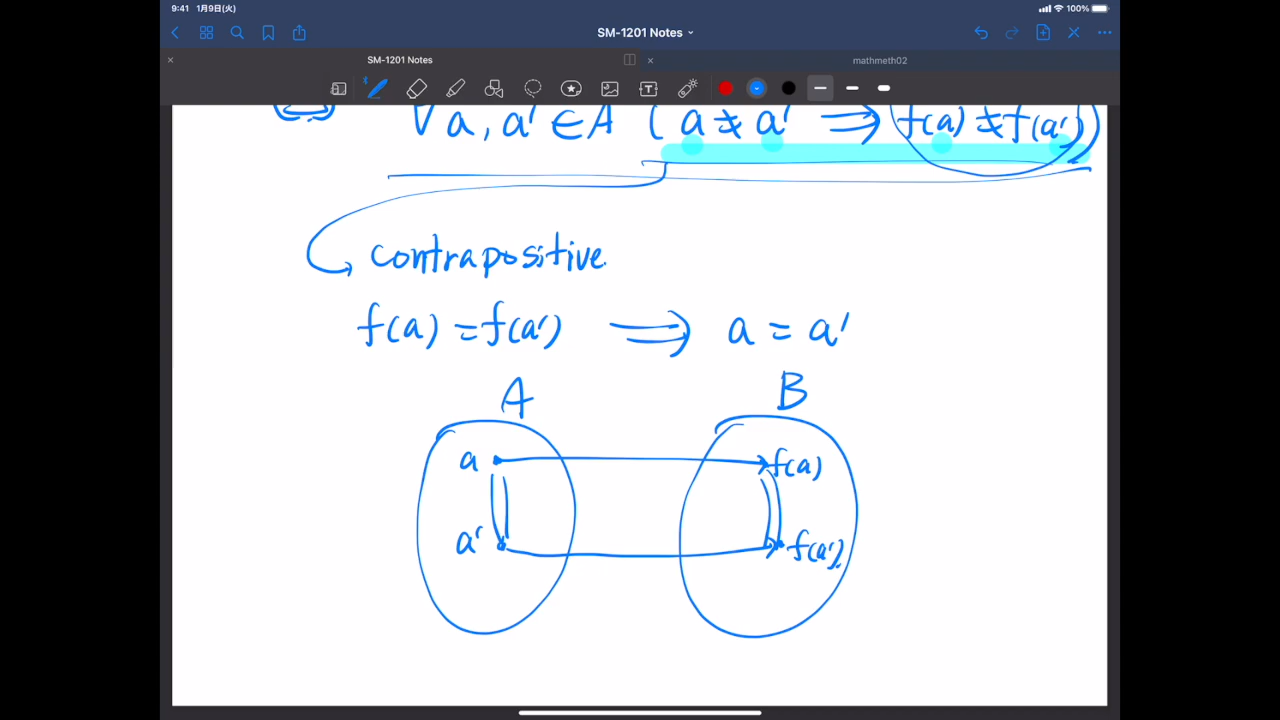 9:41 1月9日(火) 100%
SM-1201 Notes
SM-1201 Notes mathmeth02
⇔ ∀a, a' ∈ A (a ≠ a' ⇒ f(a) ≠ f(a'))
contrapositive
f(a) = f(a') ⇒ a = a'
A B
a f(a)
a' f(a')